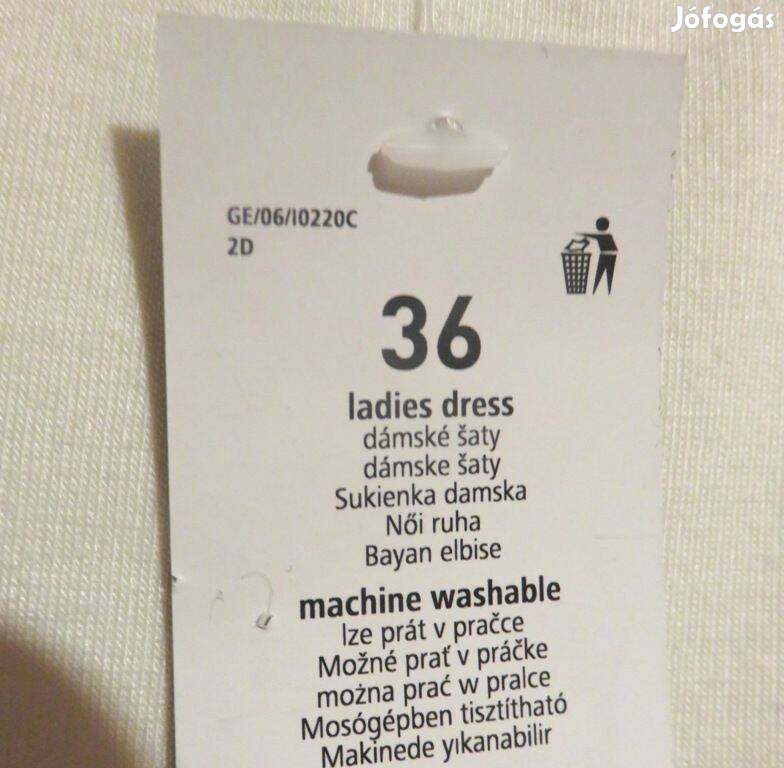 Jófogás
GE/06/I0220C
2D
36
ladies dress
dámské šaty
dámske šaty
Sukienka damska
Női ruha
Bayan elbise
machine washable
lze prát v pračce
Možné prať v práčke
można prać w pralce
Mosógépben tisztítható
Makinede yıkanabilir